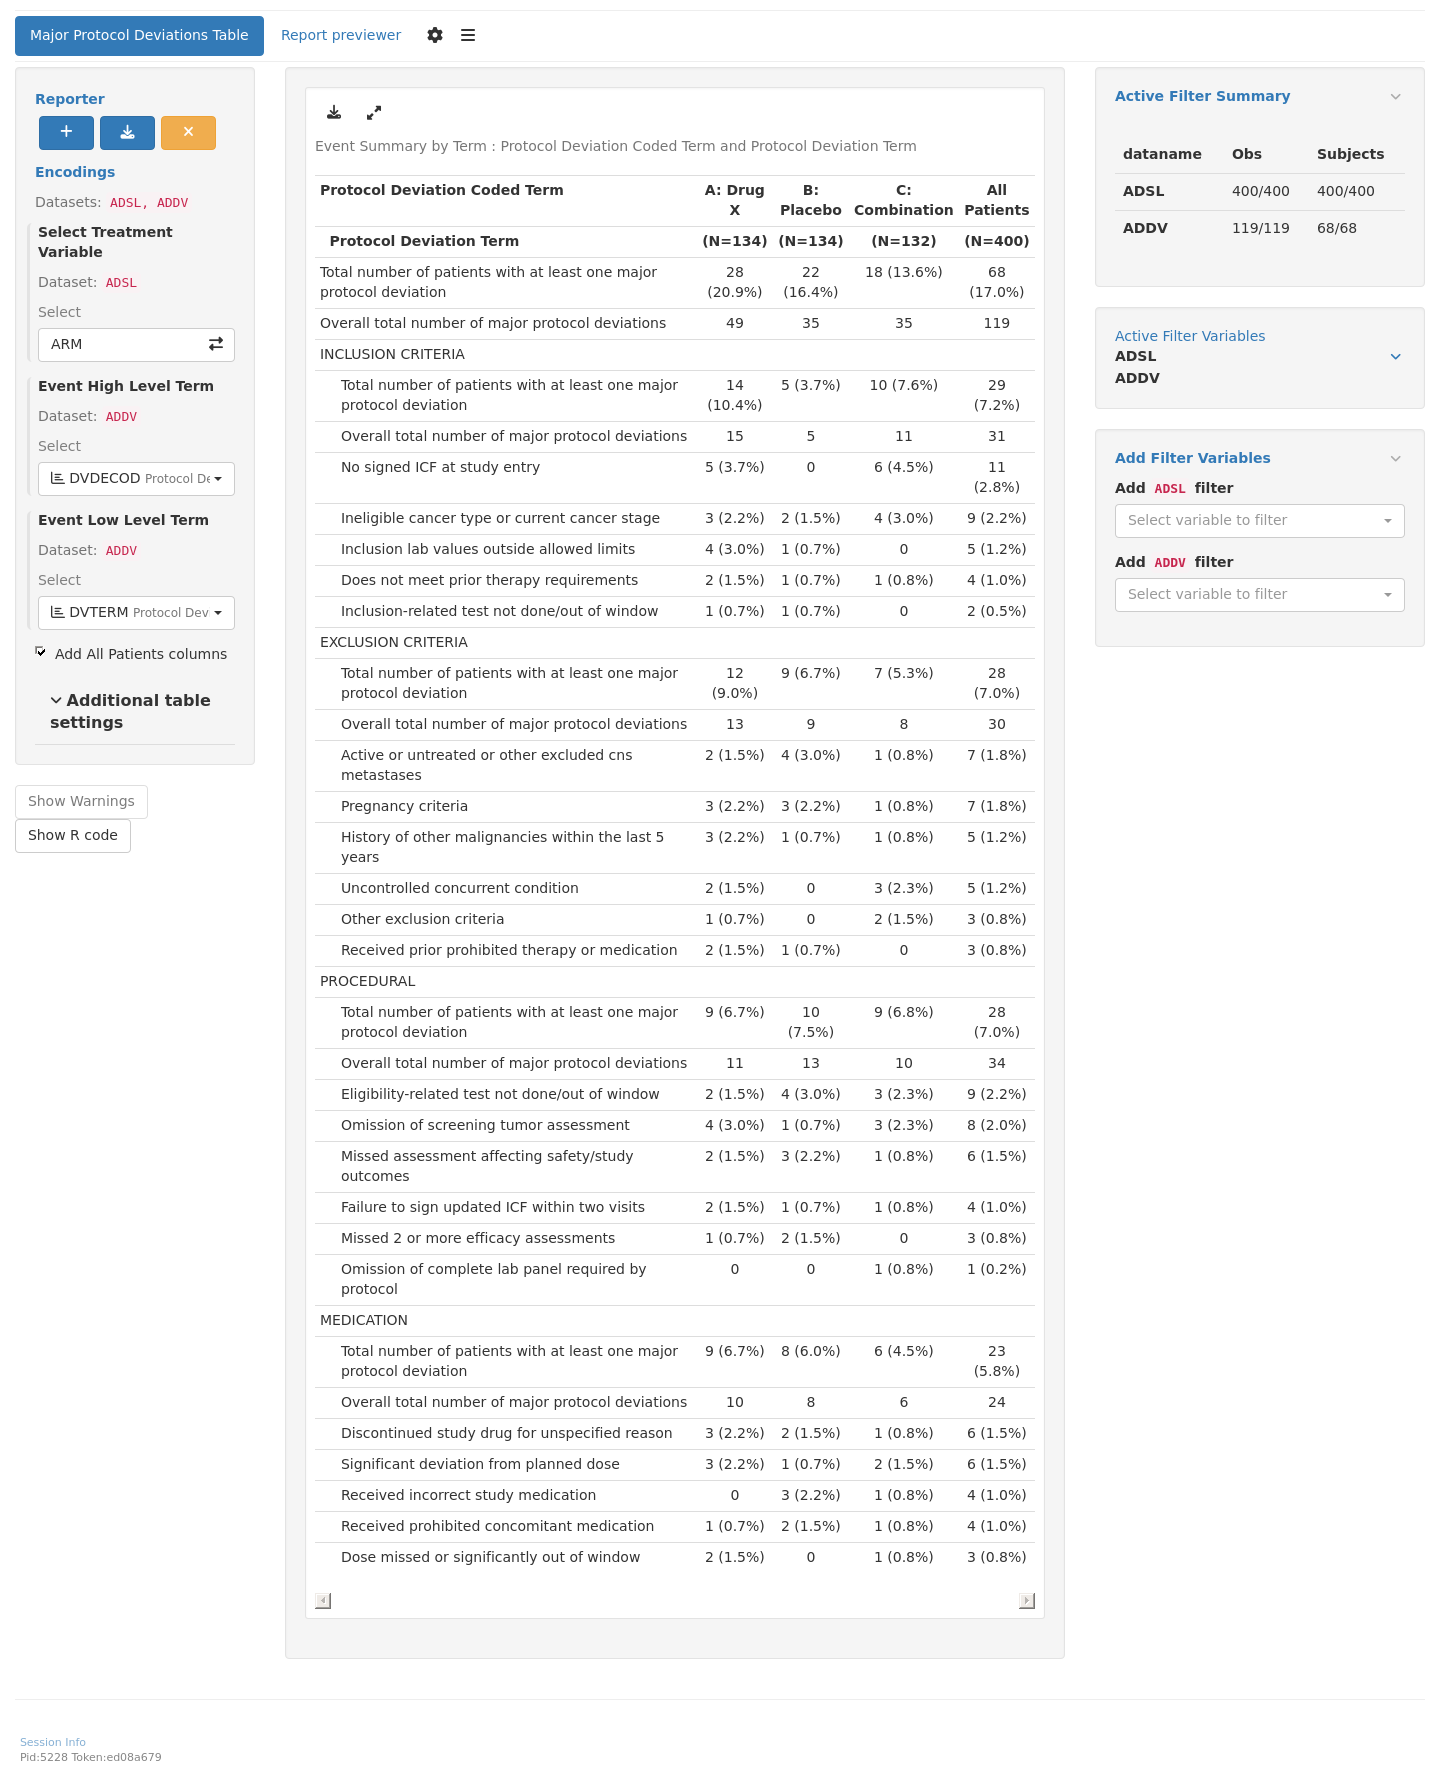 Major Protocol Deviations Table
Report previewer
Reporter
Encodings
Datasets: ADSL, ADDV
Select Treatment
Variable
Dataset: ADSL
Select
ARM
Event High Level Term
Dataset: ADDV
Select
DVDECOD Protocol De
Event Low Level Term
Dataset: ADDV
Select
DVTERM Protocol Dev
Add All Patients columns
Additional table
settings
Show Warnings
Show R code
Event Summary by Term : Protocol Deviation Coded Term and Protocol Deviation Term
Protocol Deviation Coded Term A: Drug X B: Placebo C: Combination All Patients
Protocol Deviation Term (N=134) (N=134) (N=132) (N=400)
Total number of patients with at least one major protocol deviation 28 (20.9%) 22 (16.4%) 18 (13.6%) 68 (17.0%)
Overall total number of major protocol deviations 49 35 35 119
INCLUSION CRITERIA
Total number of patients with at least one major protocol deviation 14 (10.4%) 5 (3.7%) 10 (7.6%) 29 (7.2%)
Overall total number of major protocol deviations 15 5 11 31
No signed ICF at study entry 5 (3.7%) 0 6 (4.5%) 11 (2.8%)
Ineligible cancer type or current cancer stage 3 (2.2%) 2 (1.5%) 4 (3.0%) 9 (2.2%)
Inclusion lab values outside allowed limits 4 (3.0%) 1 (0.7%) 0 5 (1.2%)
Does not meet prior therapy requirements 2 (1.5%) 1 (0.7%) 1 (0.8%) 4 (1.0%)
Inclusion-related test not done/out of window 1 (0.7%) 1 (0.7%) 0 2 (0.5%)
EXCLUSION CRITERIA
Total number of patients with at least one major protocol deviation 12 (9.0%) 9 (6.7%) 7 (5.3%) 28 (7.0%)
Overall total number of major protocol deviations 13 9 8 30
Active or untreated or other excluded cns metastases 2 (1.5%) 4 (3.0%) 1 (0.8%) 7 (1.8%)
Pregnancy criteria 3 (2.2%) 3 (2.2%) 1 (0.8%) 7 (1.8%)
History of other malignancies within the last 5 years 3 (2.2%) 1 (0.7%) 1 (0.8%) 5 (1.2%)
Uncontrolled concurrent condition 2 (1.5%) 0 3 (2.3%) 5 (1.2%)
Other exclusion criteria 1 (0.7%) 0 2 (1.5%) 3 (0.8%)
Received prior prohibited therapy or medication 2 (1.5%) 1 (0.7%) 0 3 (0.8%)
PROCEDURAL
Total number of patients with at least one major protocol deviation 9 (6.7%) 10 (7.5%) 9 (6.8%) 28 (7.0%)
Overall total number of major protocol deviations 11 13 10 34
Eligibility-related test not done/out of window 2 (1.5%) 4 (3.0%) 3 (2.3%) 9 (2.2%)
Omission of screening tumor assessment 4 (3.0%) 1 (0.7%) 3 (2.3%) 8 (2.0%)
Missed assessment affecting safety/study outcomes 2 (1.5%) 3 (2.2%) 1 (0.8%) 6 (1.5%)
Failure to sign updated ICF within two visits 2 (1.5%) 1 (0.7%) 1 (0.8%) 4 (1.0%)
Missed 2 or more efficacy assessments 1 (0.7%) 2 (1.5%) 0 3 (0.8%)
Omission of complete lab panel required by protocol 0 0 1 (0.8%) 1 (0.2%)
MEDICATION
Total number of patients with at least one major protocol deviation 9 (6.7%) 8 (6.0%) 6 (4.5%) 23 (5.8%)
Overall total number of major protocol deviations 10 8 6 24
Discontinued study drug for unspecified reason 3 (2.2%) 2 (1.5%) 1 (0.8%) 6 (1.5%)
Significant deviation from planned dose 3 (2.2%) 1 (0.7%) 2 (1.5%) 6 (1.5%)
Received incorrect study medication 0 3 (2.2%) 1 (0.8%) 4 (1.0%)
Received prohibited concomitant medication 1 (0.7%) 2 (1.5%) 1 (0.8%) 4 (1.0%)
Dose missed or significantly out of window 2 (1.5%) 0 1 (0.8%) 3 (0.8%)
Active Filter Summary
dataname Obs Subjects
ADSL 400/400 400/400
ADDV 119/119 68/68
Active Filter Variables
ADSL
ADDV
Add Filter Variables
Add ADSL filter
Select variable to filter
Add ADDV filter
Select variable to filter
Session Info
Pid:5228 Token:ed08a679